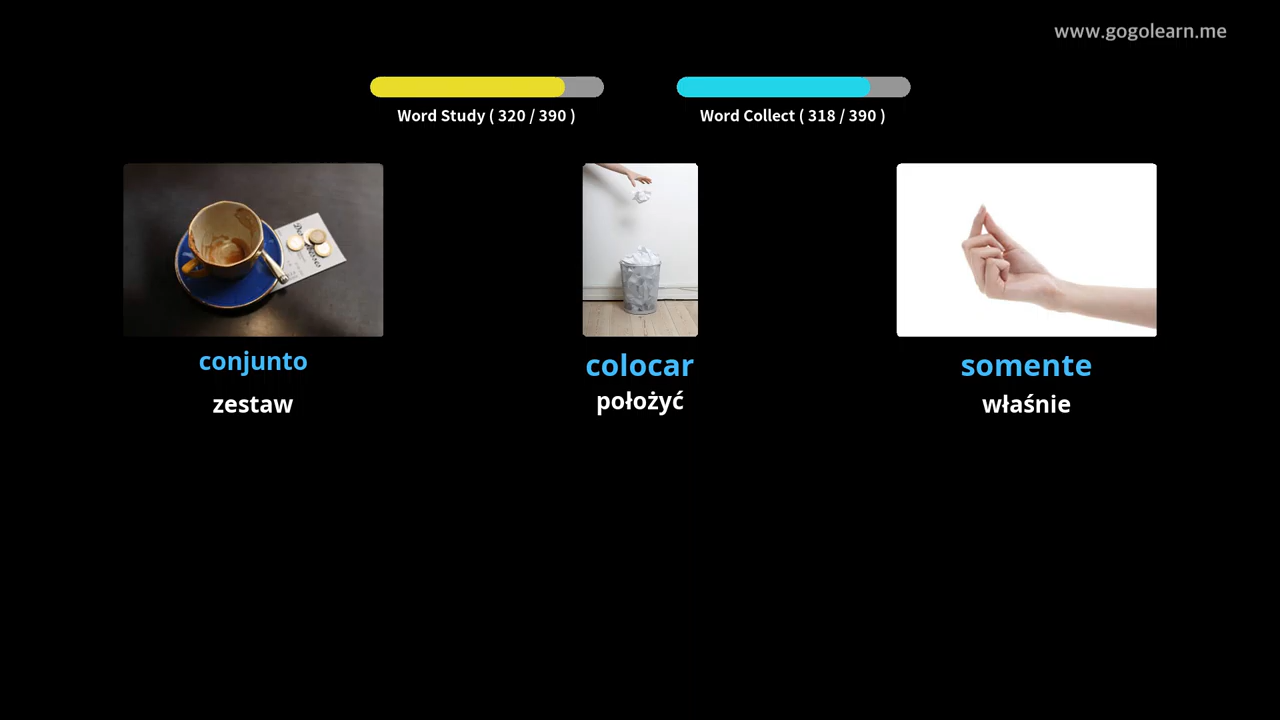 www.gogolearn.me
Word Study ( 320 / 390 )
Word Collect ( 318 / 390 )
conjunto
zestaw
colocar
położyć
somente
właśnie